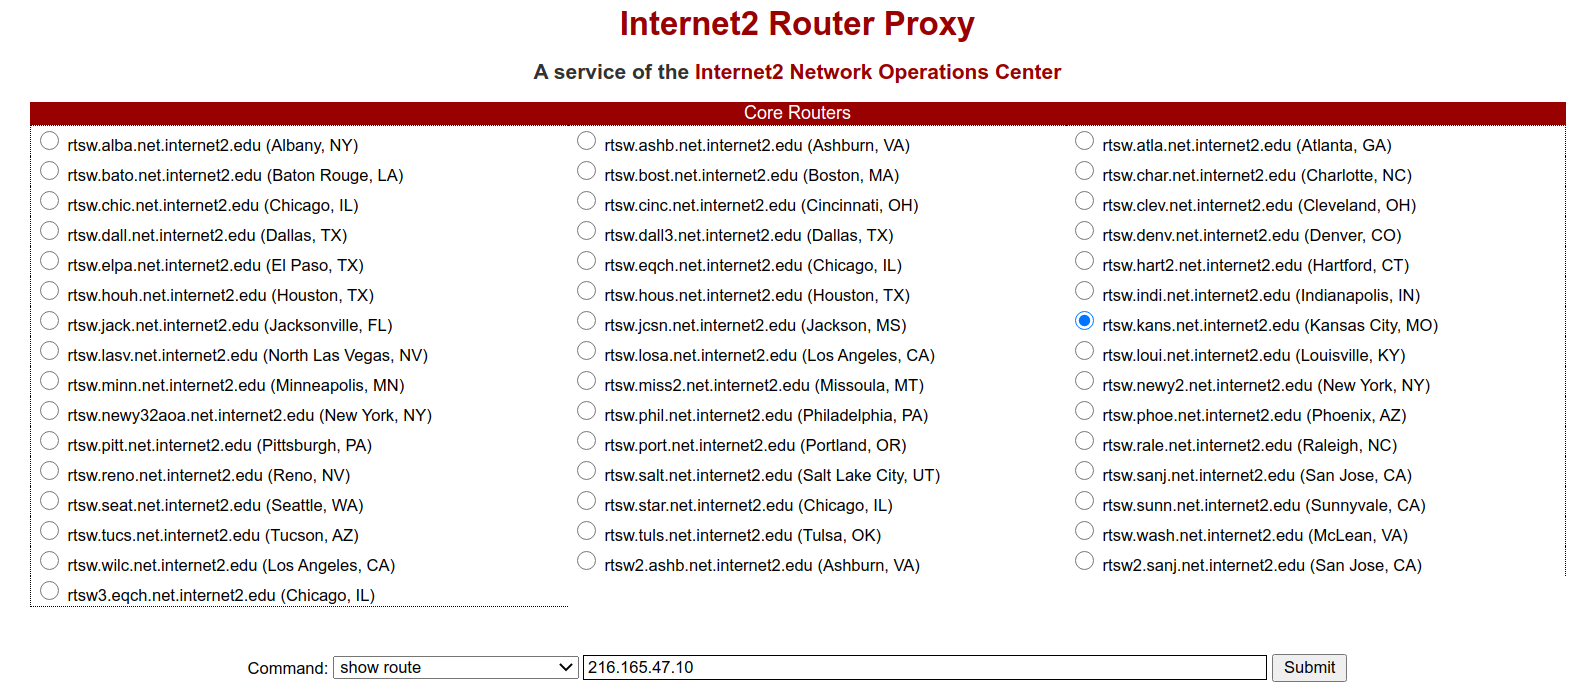 Internet2 Router Proxy
A service of the Internet2 Network Operations Center
Core Routers
rtsw.alba.net.internet2.edu (Albany, NY) rtsw.ashb.net.internet2.edu (Ashburn, VA) rtsw.atla.net.internet2.edu (Atlanta, GA)
rtsw.bato.net.internet2.edu (Baton Rouge, LA) rtsw.bost.net.internet2.edu (Boston, MA) rtsw.char.net.internet2.edu (Charlotte, NC)
rtsw.chic.net.internet2.edu (Chicago, IL) rtsw.cinc.net.internet2.edu (Cincinnati, OH) rtsw.clev.net.internet2.edu (Cleveland, OH)
rtsw.dall.net.internet2.edu (Dallas, TX) rtsw.dall3.net.internet2.edu (Dallas, TX) rtsw.denv.net.internet2.edu (Denver, CO)
rtsw.elpa.net.internet2.edu (El Paso, TX) rtsw.eqch.net.internet2.edu (Chicago, IL) rtsw.hart2.net.internet2.edu (Hartford, CT)
rtsw.houh.net.internet2.edu (Houston, TX) rtsw.hous.net.internet2.edu (Houston, TX) rtsw.indi.net.internet2.edu (Indianapolis, IN)
rtsw.jack.net.internet2.edu (Jacksonville, FL) rtsw.jcsn.net.internet2.edu (Jackson, MS) rtsw.kans.net.internet2.edu (Kansas City, MO)
rtsw.lasv.net.internet2.edu (North Las Vegas, NV) rtsw.losa.net.internet2.edu (Los Angeles, CA) rtsw.loui.net.internet2.edu (Louisville, KY)
rtsw.minn.net.internet2.edu (Minneapolis, MN) rtsw.miss2.net.internet2.edu (Missoula, MT) rtsw.newy2.net.internet2.edu (New York, NY)
rtsw.newy32aoa.net.internet2.edu (New York, NY) rtsw.phil.net.internet2.edu (Philadelphia, PA) rtsw.phoe.net.internet2.edu (Phoenix, AZ)
rtsw.pitt.net.internet2.edu (Pittsburgh, PA) rtsw.port.net.internet2.edu (Portland, OR) rtsw.rale.net.internet2.edu (Raleigh, NC)
rtsw.reno.net.internet2.edu (Reno, NV) rtsw.salt.net.internet2.edu (Salt Lake City, UT) rtsw.sanj.net.internet2.edu (San Jose, CA)
rtsw.seat.net.internet2.edu (Seattle, WA) rtsw.star.net.internet2.edu (Chicago, IL) rtsw.sunn.net.internet2.edu (Sunnyvale, CA)
rtsw.tucs.net.internet2.edu (Tucson, AZ) rtsw.tuls.net.internet2.edu (Tulsa, OK) rtsw.wash.net.internet2.edu (McLean, VA)
rtsw.wilc.net.internet2.edu (Los Angeles, CA) rtsw2.ashb.net.internet2.edu (Ashburn, VA) rtsw2.sanj.net.internet2.edu (San Jose, CA)
rtsw3.eqch.net.internet2.edu (Chicago, IL)
Command: show route 216.165.47.10 Submit